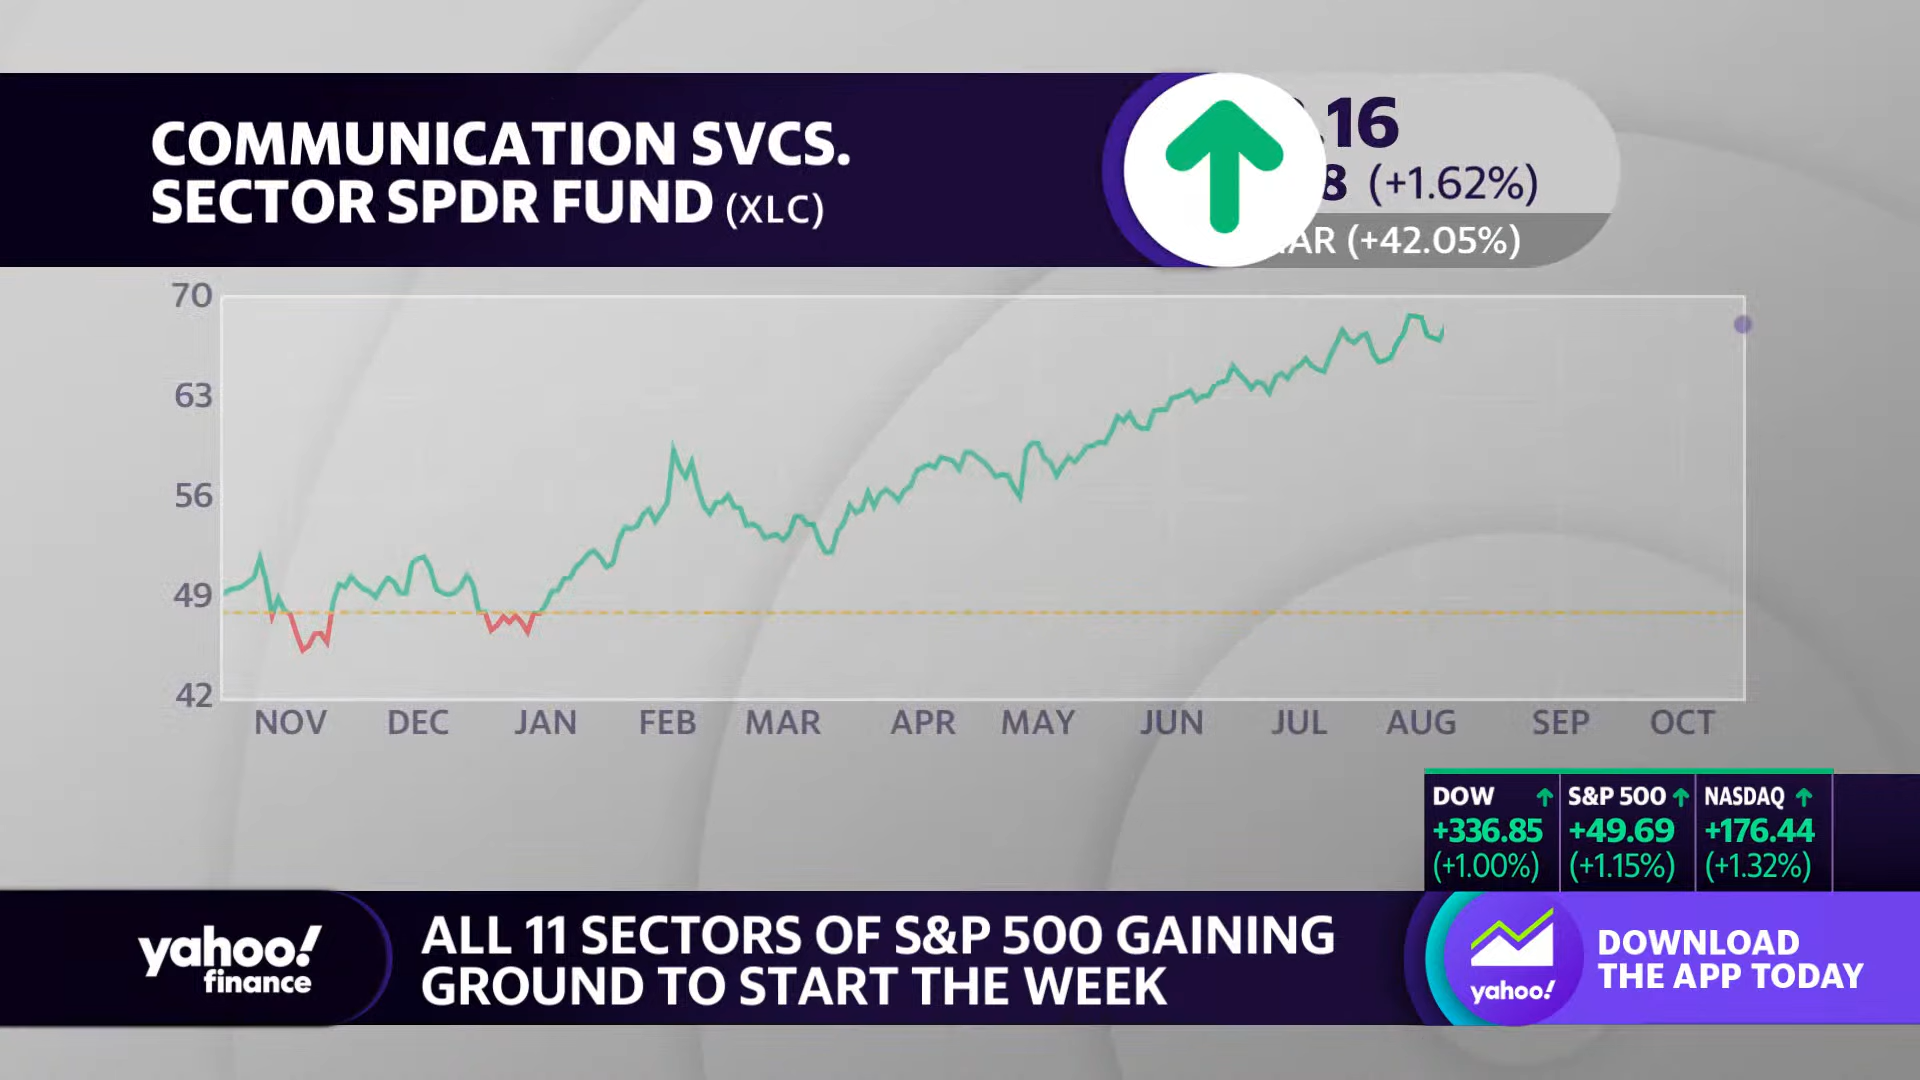 COMMUNICATION SVCS.
SECTOR SPDR FUND (XLC)
.16
8 (+1.62%)
(+42.05%)
70
63
56
49
42
NOV DEC JAN FEB MAR APR MAY JUN JUL AUG SEP OCT
DOW S&P 500 NASDAQ
+336.85 +49.69 +176.44
(+1.00%) (+1.15%) (+1.32%)
yahoo!
finance
ALL 11 SECTORS OF S&P 500 GAINING
GROUND TO START THE WEEK
yahoo!
DOWNLOAD
THE APP TODAY